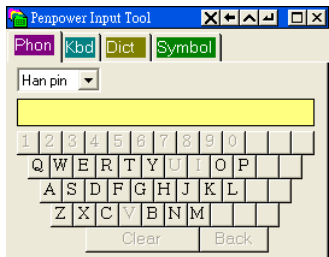 Penpower Input Tool
Phon Kbd Dict Symbol
Han pin
1 2 3 4 5 6 7 8 9 0
Q W E R T Y U I O P
A S D F G H J K L
Z X C V B N M
Clear Back